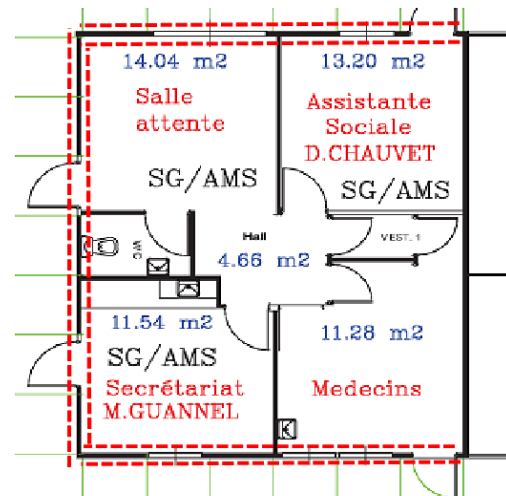 14.04 m2
Salle
attente
SG/AMS
13.20 m2
Assistante
Sociale
D.CHAUVET
SG/AMS
WC
Hall
4.66 m2
VEST. 1
11.54 m2
SG/AMS
Secrétariat
M.GUANNEL
11.28 m2
Medecins